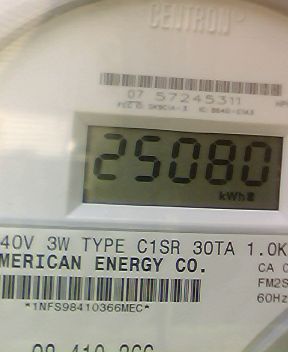 CENTRON
07 57245311
25080
kWh
40V 3W TYPE C1SR 30TA 1.0K
MERICAN ENERGY CO.
CA 0
FM2S
60Hz
*1NFS98410366MEC*